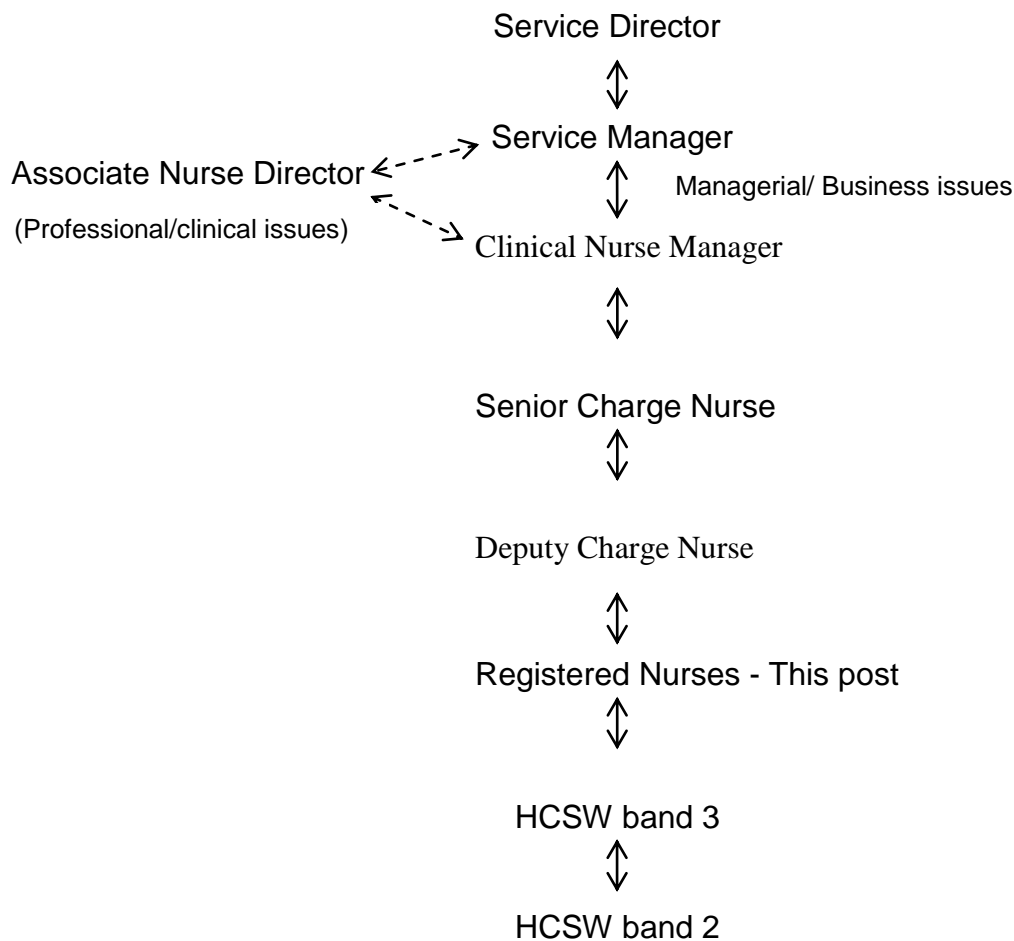 Service Director
Service Manager
Associate Nurse Director
Managerial/ Business issues
(Professional/clinical issues)
Clinical Nurse Manager
Senior Charge Nurse
Deputy Charge Nurse
Registered Nurses - This post
HCSW band 3
HCSW band 2